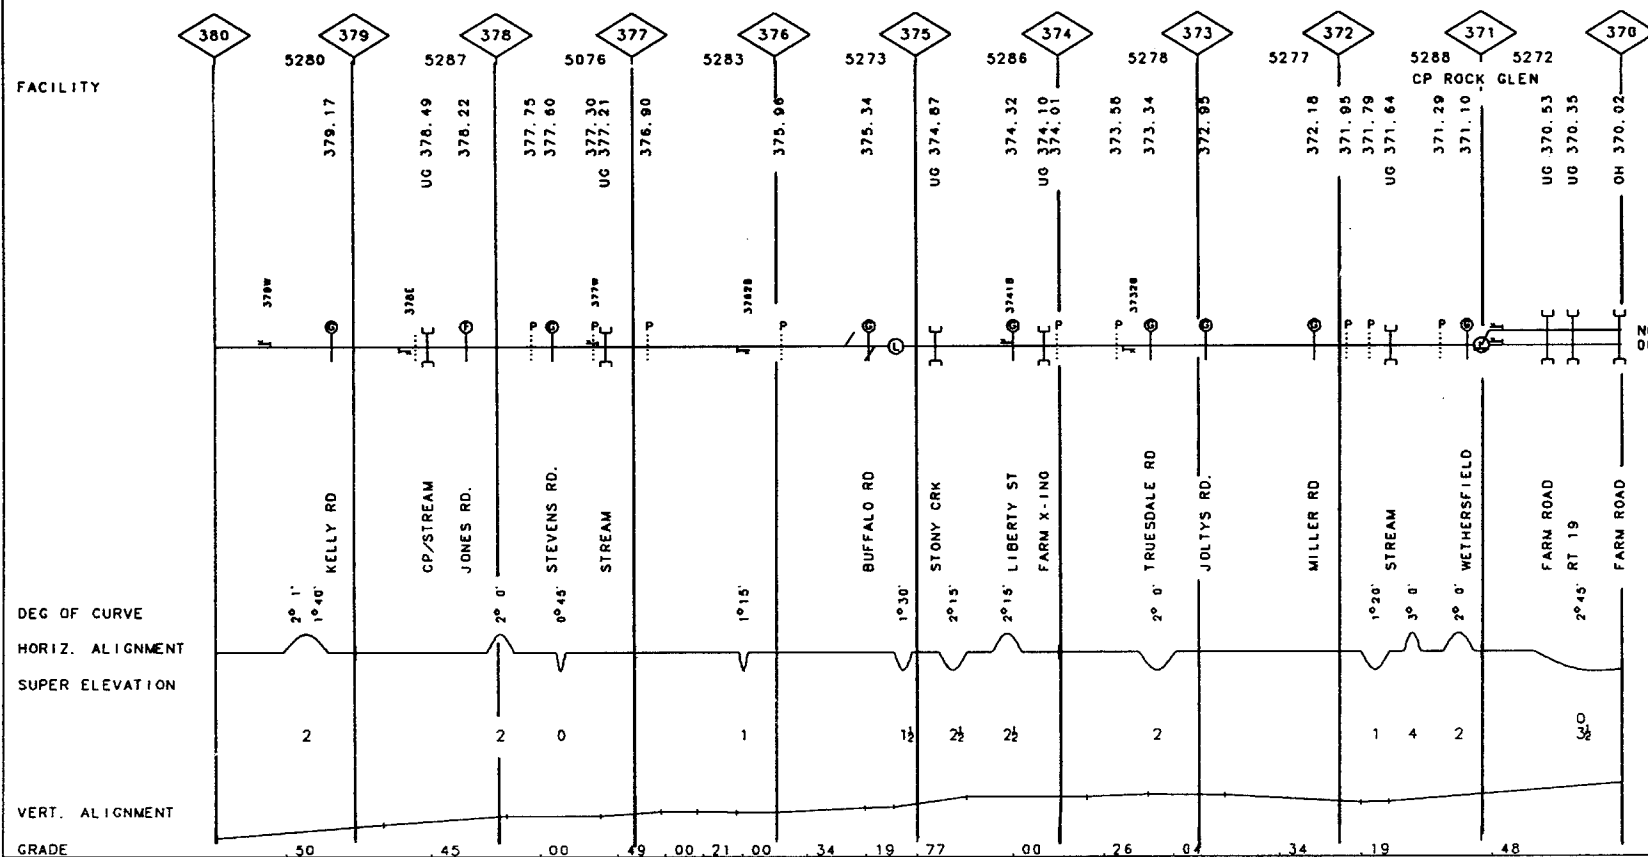 380 379 378 377 376 375 374 373 372 371 370
5280 5287 5076 5283 5273 5286 5278 5277 5288 5272
CP ROCK GLEN
FACILITY
379.17 UG 378.49 378.22 377.75 377.60 377.30 UG 377.21 376.90 375.96 375.34 UG 374.87 374.32 UG 374.10 374.01 373.58 373.34 372.95 372.18 371.95 371.79 UG 371.64 371.29 371.10 UG 370.53 UG 370.35 OH 370.02
378E 377W
G P G P P P G L G P P G G G P P P G
KELLY RD CP/STREAM JONES RD. STEVENS RD. STREAM BUFFALO RD STONY CRK LIBERTY ST FARM X-ING TRUESDALE RD JOLTYS RD. MILLER RD STREAM WETHERSFIELD FARM ROAD RT 19 FARM ROAD
DEG OF CURVE 2° 1' 1°40' 2° 0' 0°45' 1°15' 1°30' 2°15' 2°15' 2° 0' 1°20' 3° 0' 2° 0' 2°45'
HORIZ. ALIGNMENT
SUPER ELEVATION
2 2 0 1 1½ 2½ 2½ 2 1 4 2 0 3½
VERT. ALIGNMENT
GRADE .50 .45 .00 .49 .00 .21 .00 .34 .19 .77 .00 .26 .04 .34 .19 .48